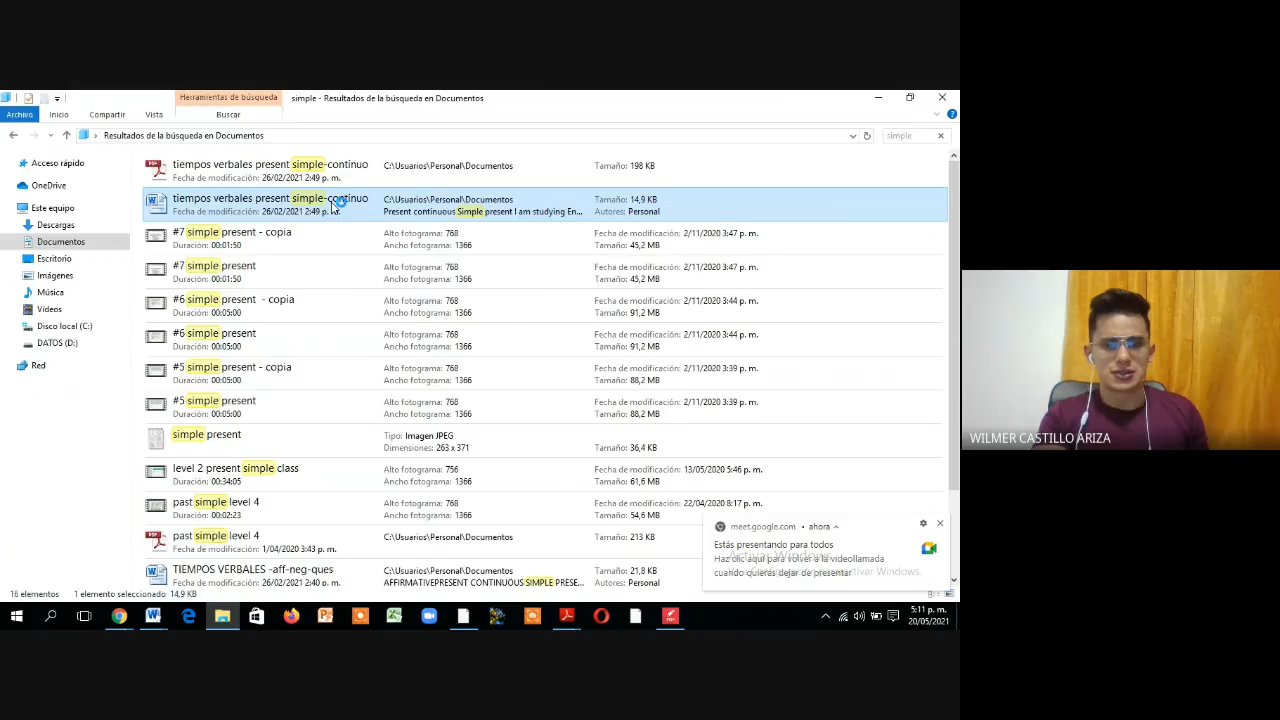 Herramientas de búsqueda
simple - Resultados de la búsqueda en Documentos
Archivo Inicio Compartir Vista Buscar
Resultados de la búsqueda en Documentos
simple
Acceso rápido
OneDrive
Este equipo
Descargas
Documentos
Escritorio
Imágenes
Música
Vídeos
Disco local (C:)
DATOS (D:)
Red
tiempos verbales present simple-continuo C:\Usuarios\Personal\Documentos Tamaño: 198 KB
Fecha de modificación: 26/02/2021 2:49 p. m.
tiempos verbales present simple-continuo C:\Usuarios\Personal\Documentos Tamaño: 14,9 KB
Fecha de modificación: 26/02/2021 2:49 p. m. Present continuous Simple present I am studying En... Autores: Personal
#7 simple present - copia Alto fotograma: 768 Fecha de modificación: 2/11/2020 3:47 p. m.
Duración: 00:01:50 Ancho fotograma: 1366 Tamaño: 45,2 MB
#7 simple present Alto fotograma: 768 Fecha de modificación: 2/11/2020 3:47 p. m.
Duración: 00:01:50 Ancho fotograma: 1366 Tamaño: 45,2 MB
#6 simple present - copia Alto fotograma: 768 Fecha de modificación: 2/11/2020 3:44 p. m.
Duración: 00:05:00 Ancho fotograma: 1366 Tamaño: 91,2 MB
#6 simple present Alto fotograma: 768 Fecha de modificación: 2/11/2020 3:44 p. m.
Duración: 00:05:00 Ancho fotograma: 1366 Tamaño: 91,2 MB
#5 simple present - copia Alto fotograma: 768 Fecha de modificación: 2/11/2020 3:39 p. m.
Duración: 00:05:00 Ancho fotograma: 1366 Tamaño: 88,2 MB
#5 simple present Alto fotograma: 768 Fecha de modificación: 2/11/2020 3:39 p. m.
Duración: 00:05:00 Ancho fotograma: 1366 Tamaño: 88,2 MB
simple present Tipo: Imagen JPEG
Dimensiones: 263 x 371 Tamaño: 36,4 KB
level 2 present simple class Alto fotograma: 756 Fecha de modificación: 13/05/2020 5:46 p. m.
Duración: 00:34:05 Ancho fotograma: 1366 Tamaño: 61,6 MB
past simple level 4 Alto fotograma: 768 Fecha de modificación: 22/04/2020 8:17 p. m.
Duración: 00:02:23 Ancho fotograma: 1366 Tamaño: 54,6 MB
past simple level 4 C:\Usuarios\Personal\Documentos Tamaño: 213 KB
Fecha de modificación: 1/04/2020 3:43 p. m.
TIEMPOS VERBALES -aff-neg-ques C:\Usuarios\Personal\Documentos Tamaño: 21,8 KB
Fecha de modificación: 26/02/2021 2:49 p. m. AFFIRMATIVEPRESENT CONTINUOUS SIMPLE PRESE... Autores: Personal
meet.google.com • ahora
Estás presentando para todos
Haz clic aquí para volver a la videollamada
cuando quieras dejar de presentar
Activar Windows
activar Windows.
16 elementos 1 elemento seleccionado 14,9 KB
5:11 p. m.
20/05/2021
WILMER CASTILLO ARIZA